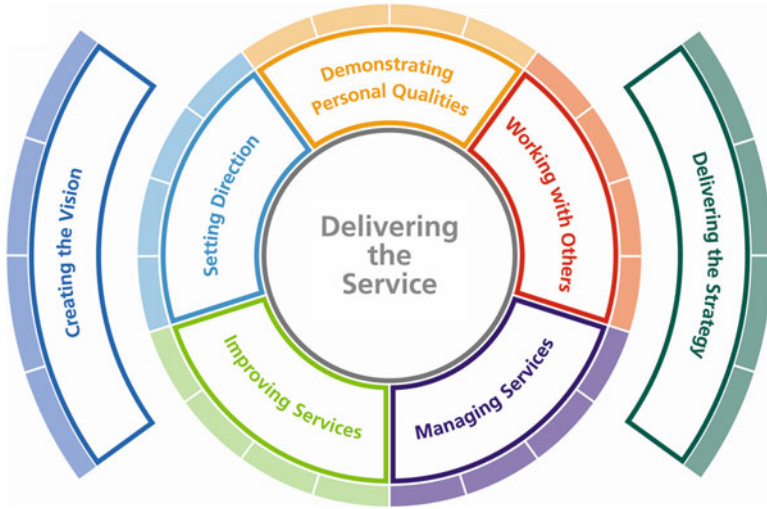 Demonstrating
Personal Qualities
Working with Others
Managing Services
Improving Services
Setting Direction
Delivering
the
Service
Creating the Vision
Delivering the Strategy